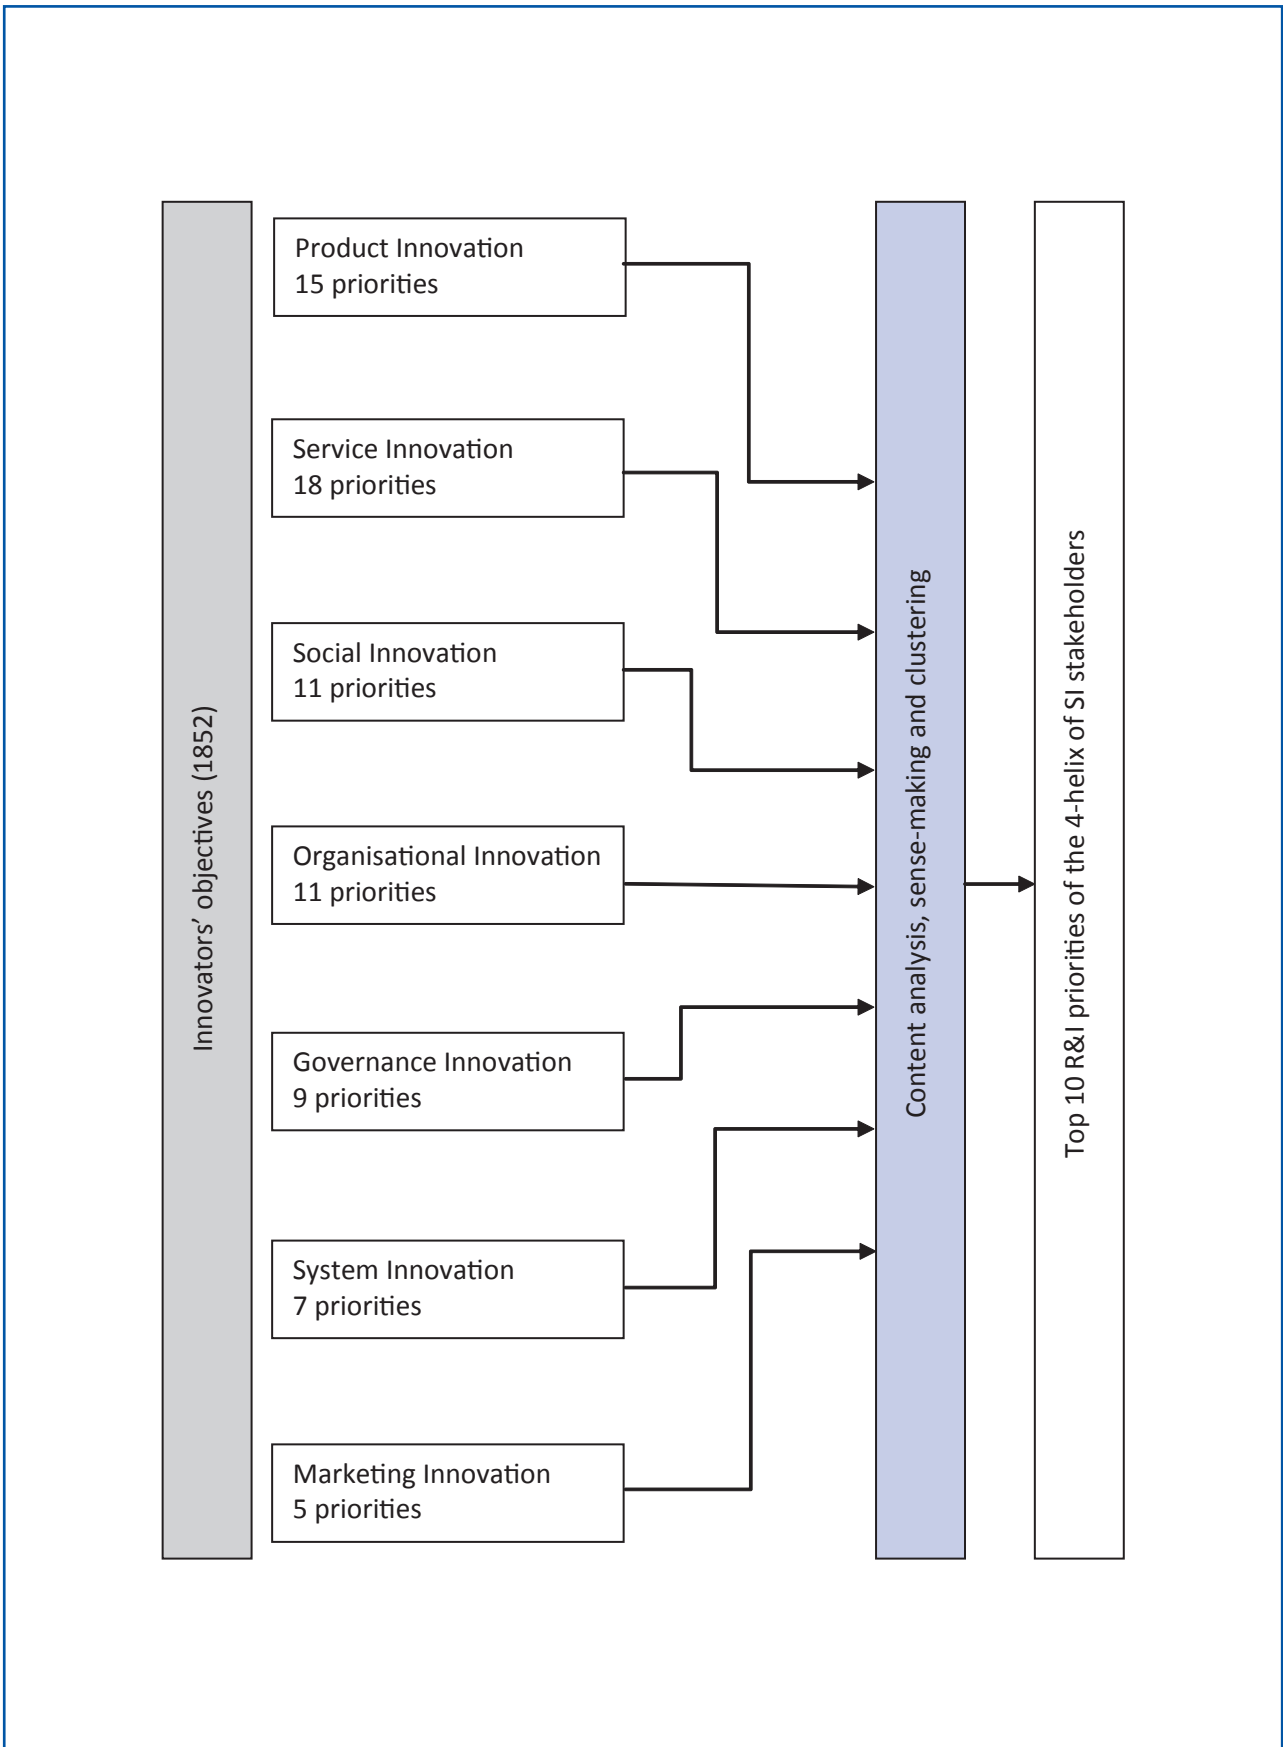 Innovators’ objectives (1852)
Product Innovation
15 priorities
Service Innovation
18 priorities
Social Innovation
11 priorities
Organisational Innovation
11 priorities
Governance Innovation
9 priorities
System Innovation
7 priorities
Marketing Innovation
5 priorities
Content analysis, sense-making and clustering
Top 10 R&I priorities of the 4-helix of SI stakeholders